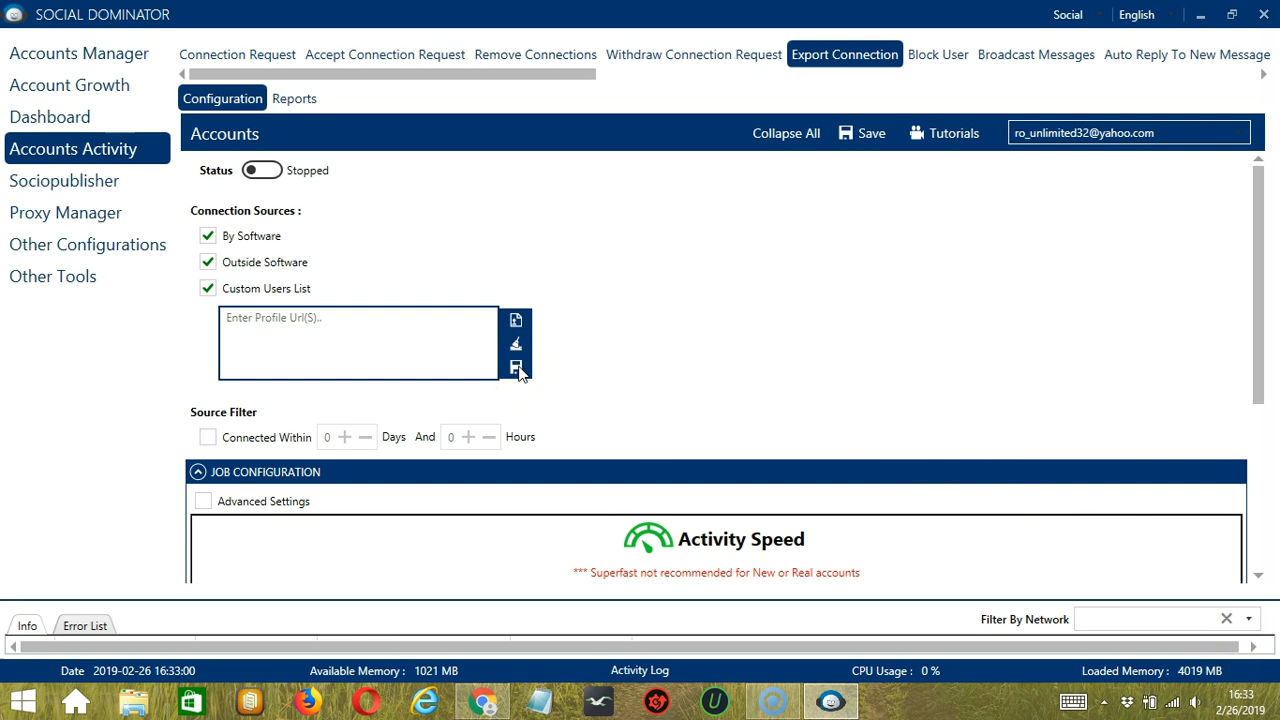 SOCIAL DOMINATOR
Social
English
Accounts Manager
Account Growth
Dashboard
Accounts Activity
Sociopublisher
Proxy Manager
Other Configurations
Other Tools
Connection Request Accept Connection Request Remove Connections Withdraw Connection Request Export Connection Block User Broadcast Messages Auto Reply To New Message
Configuration Reports
Accounts Collapse All Save Tutorials ro_unlimited32@yahoo.com
Status Stopped
Connection Sources :
By Software
Outside Software
Custom Users List
Enter Profile Url(S)..
Source Filter
Connected Within 0 Days And 0 Hours
JOB CONFIGURATION
Advanced Settings
Activity Speed
*** Superfast not recommended for New or Real accounts
Info Error List Filter By Network
Date 2019-02-26 16:33:00 Available Memory : 1021 MB Activity Log CPU Usage : 0 % Loaded Memory : 4019 MB
16:33
2/26/2019